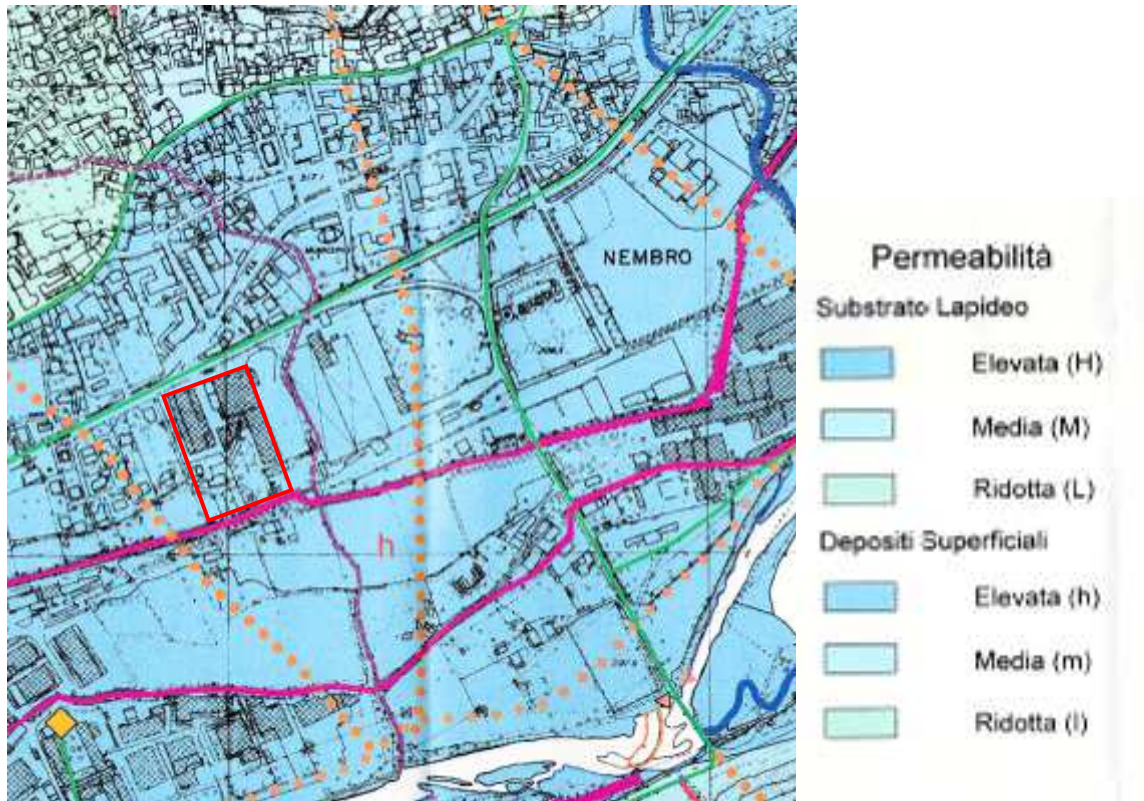 NEMBRO
h
Permeabilità
Substrato Lapideo
Elevata (H)
Media (M)
Ridotta (L)
Depositi Superficiali
Elevata (h)
Media (m)
Ridotta (l)